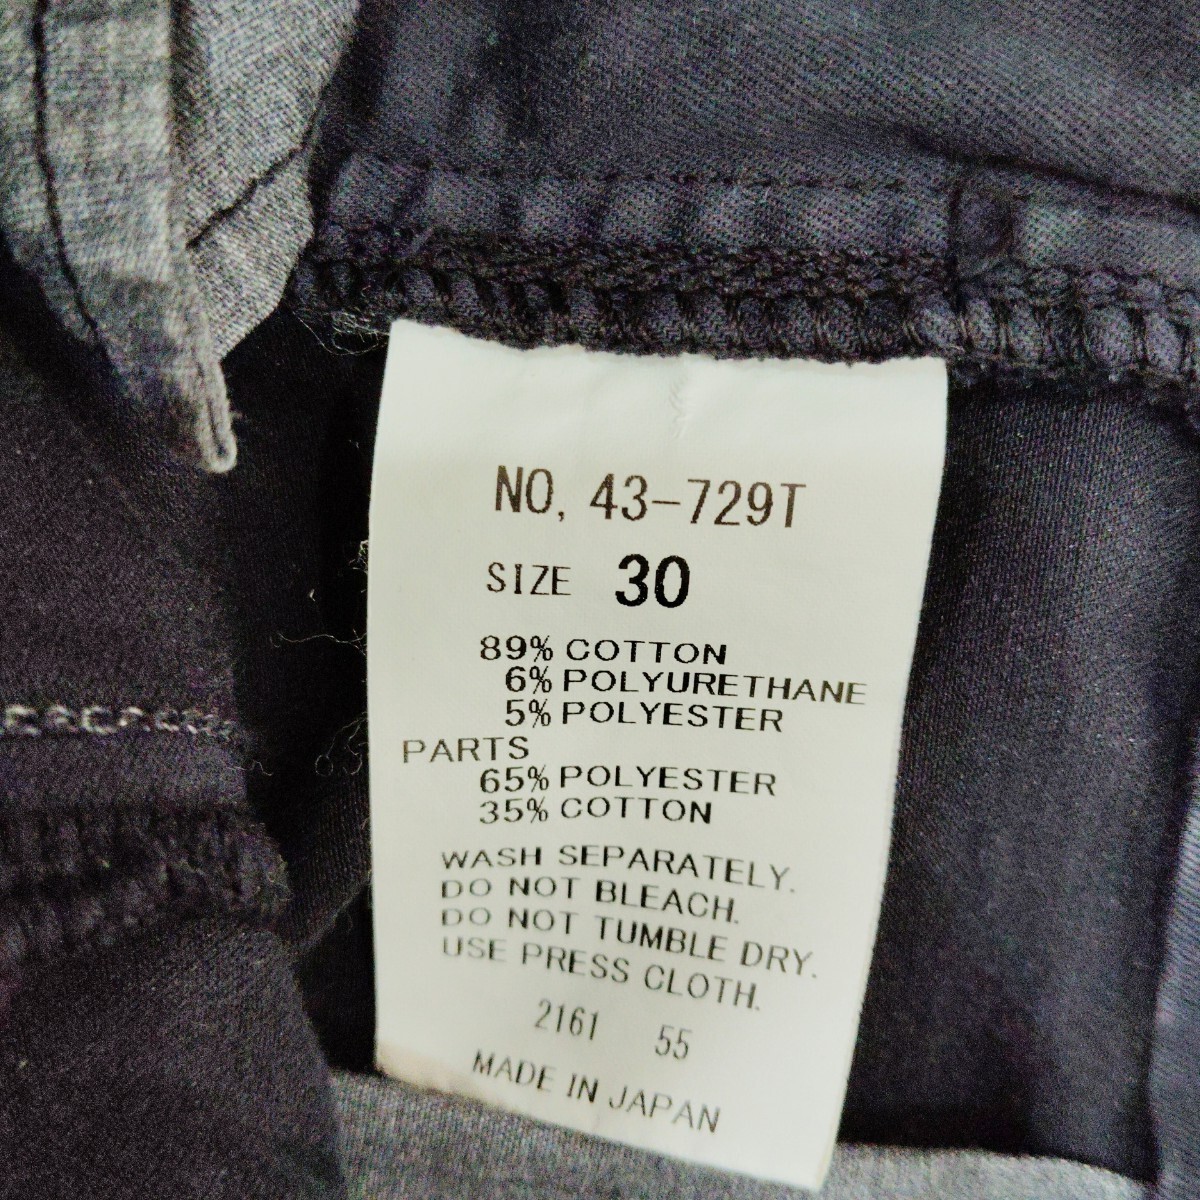 NO, 43-729T
SIZE 30
89% COTTON
6% POLYURETHANE
5% POLYESTER
PARTS
65% POLYESTER
35% COTTON
WASH SEPARATELY.
DO NOT BLEACH.
DO NOT TUMBLE DRY.
USE PRESS CLOTH.
2161 55
MADE IN JAPAN